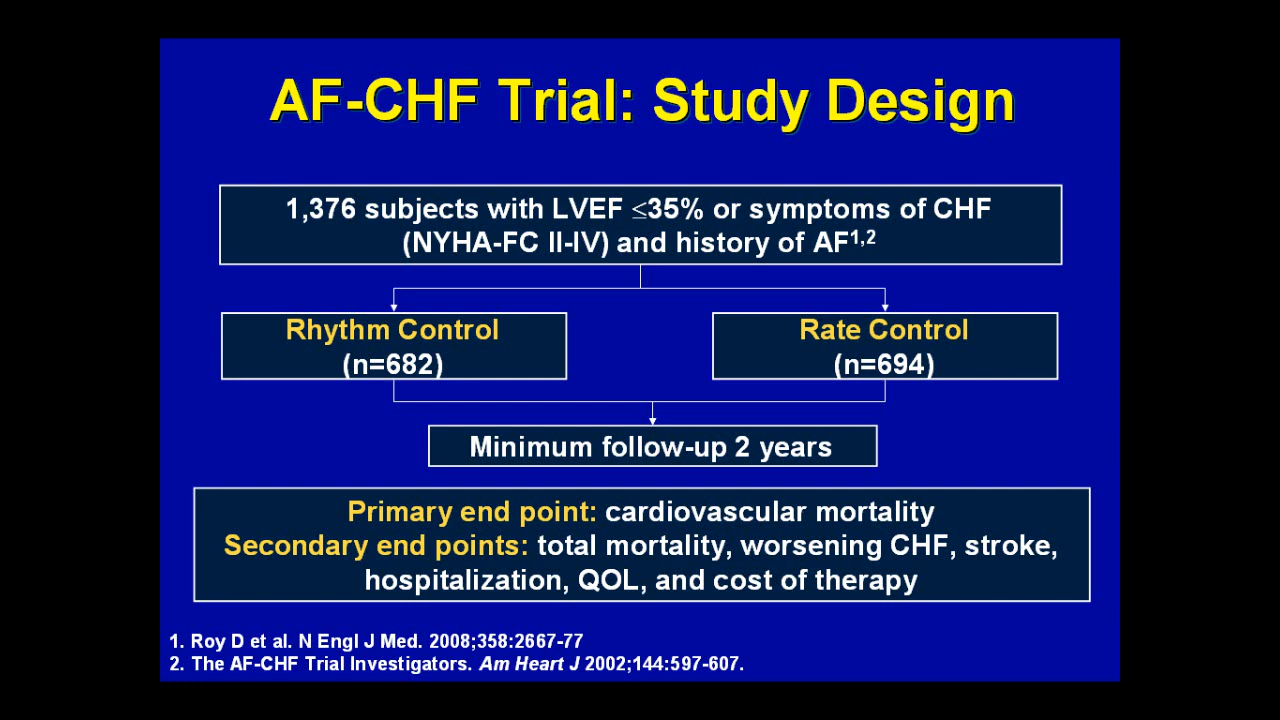 AF-CHF Trial: Study Design
1,376 subjects with LVEF ≤35% or symptoms of CHF
(NYHA-FC II-IV) and history of AF1,2
Rhythm Control
(n=682)
Rate Control
(n=694)
Minimum follow-up 2 years
Primary end point: cardiovascular mortality
Secondary end points: total mortality, worsening CHF, stroke,
hospitalization, QOL, and cost of therapy
1. Roy D et al. N Engl J Med. 2008;358:2667-77
2. The AF-CHF Trial Investigators. Am Heart J 2002;144:597-607.